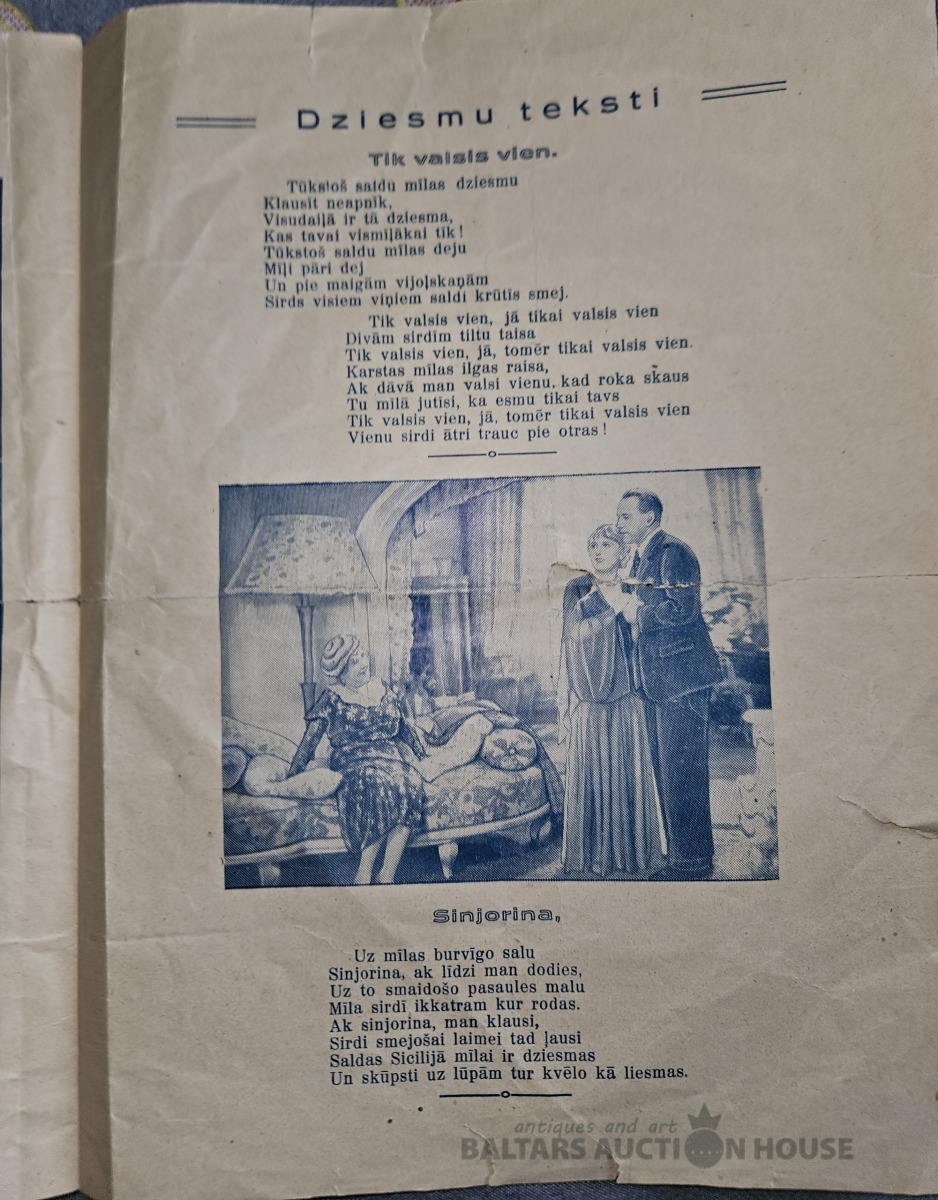 Dziesmu teksti
Tik valsis vien.
Tūkstoš saldu mīlas dziesmu
Klausīt neapnīk,
Visudaiļā ir tā dziesma,
Kas tavai vismīļākai tīk!
Tūkstoš saldu mīlas deju
Mīļi pāri dej
Un pie maigām vijolskaņām
Sirds visiem viņiem saldi krūtīs smej.
Tik valsis vien, jā tikai valsis vien
Divām sirdīm tiltu taisa
Tik valsis vien, jā, tomēr tikai valsis vien.
Karstas mīlas ilgas raisa,
Ak dāvā man valsi vienu, kad roka skaus
Tu mīlā jutīsi, ka esmu tikai tavs
Tik valsis vien, jā, tomēr tikai valsis vien
Vienu sirdi ātri trauc pie otras!
Sinjorina,
Uz mīlas burvīgo salu
Sinjorina, ak līdzi man dodies,
Uz to smaidošo pasaules malu
Mīla sirdī ikkatram kur rodas.
Ak sinjorina, man klausi,
Sirdi smejošai laimei tad ļausi
Saldas Sicilijā mīlai ir dziesmas
Un skūpsti uz lūpām tur kvēlo kā liesmas.
antiques and art
BALTARS AUCTION HOUSE